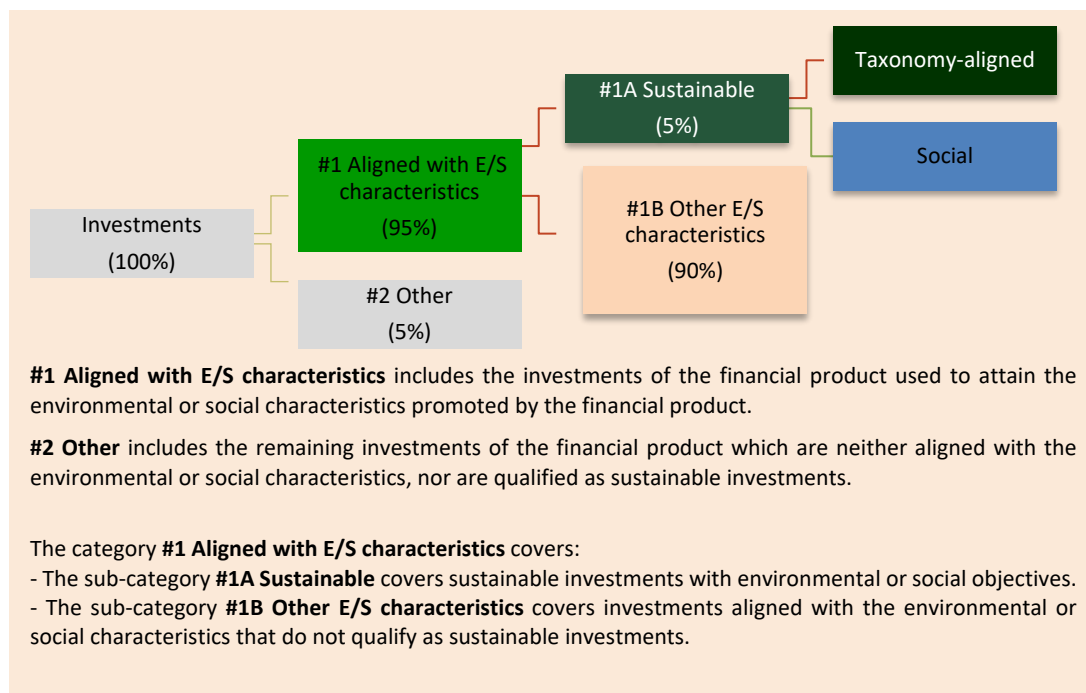 Taxonomy-aligned
#1A Sustainable
(5%)
Social
#1 Aligned with E/S
characteristics
(95%)
#1B Other E/S
characteristics
(90%)
Investments
(100%)
#2 Other
(5%)
#1 Aligned with E/S characteristics includes the investments of the financial product used to attain the
environmental or social characteristics promoted by the financial product.
#2 Other includes the remaining investments of the financial product which are neither aligned with the
environmental or social characteristics, nor are qualified as sustainable investments.
The category #1 Aligned with E/S characteristics covers:
- The sub-category #1A Sustainable covers sustainable investments with environmental or social objectives.
- The sub-category #1B Other E/S characteristics covers investments aligned with the environmental or
social characteristics that do not qualify as sustainable investments.